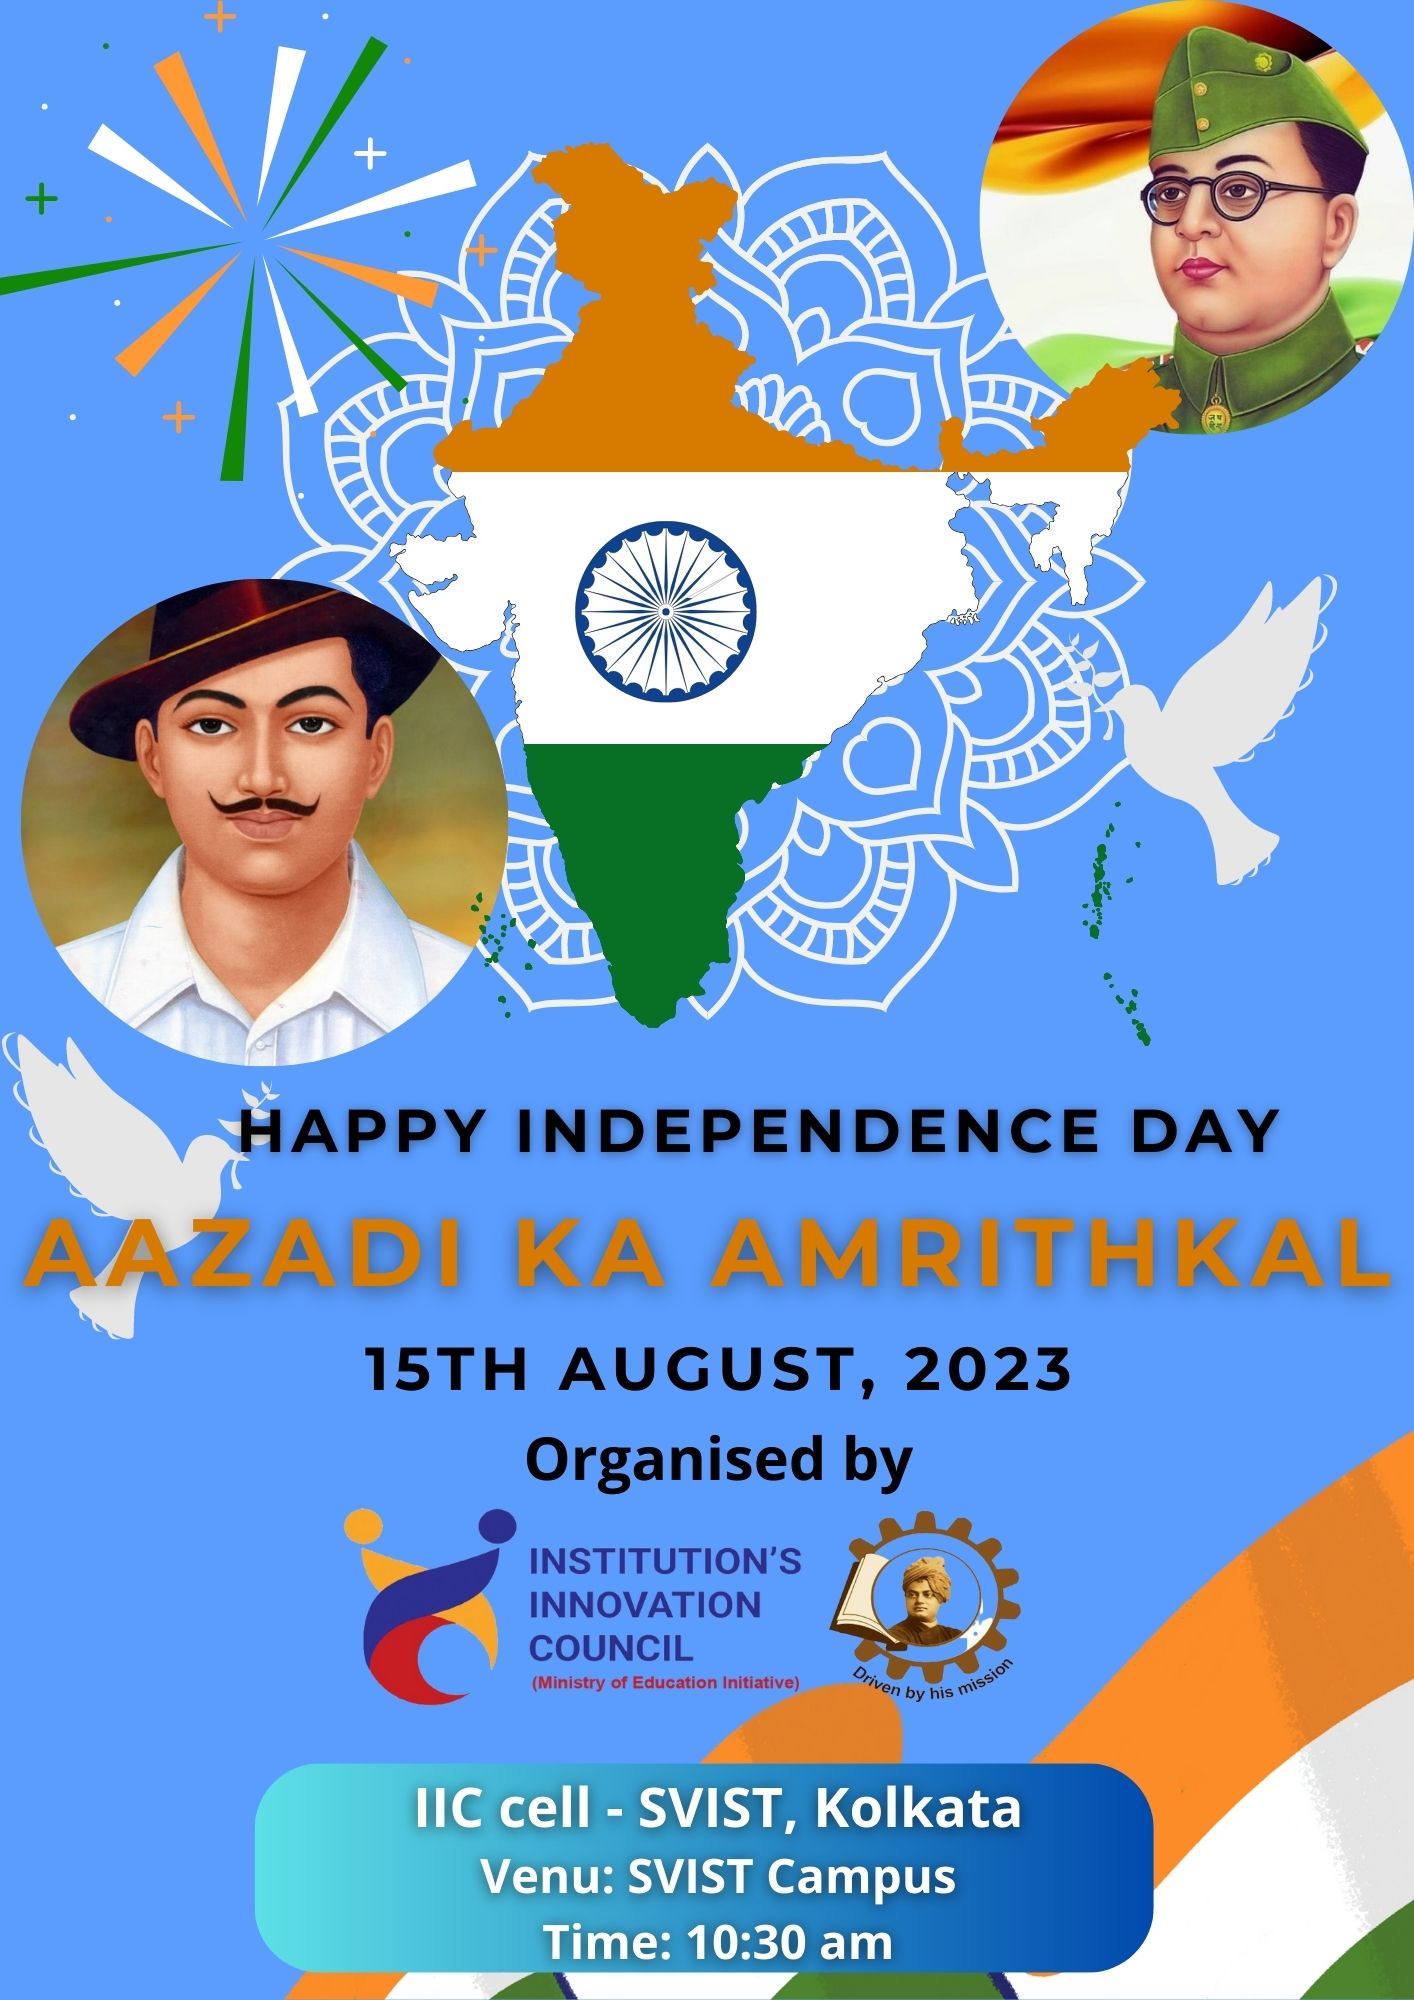 जय
हिन्द
HAPPY INDEPENDENCE DAY
AAZADI KA AMRITHKAL
15TH AUGUST, 2023
Organised by
INSTITUTION'S
INNOVATION
COUNCIL
(Ministry of Education Initiative)
Driven by his mission
IIC cell - SVIST, Kolkata
Venu: SVIST Campus
Time: 10:30 am